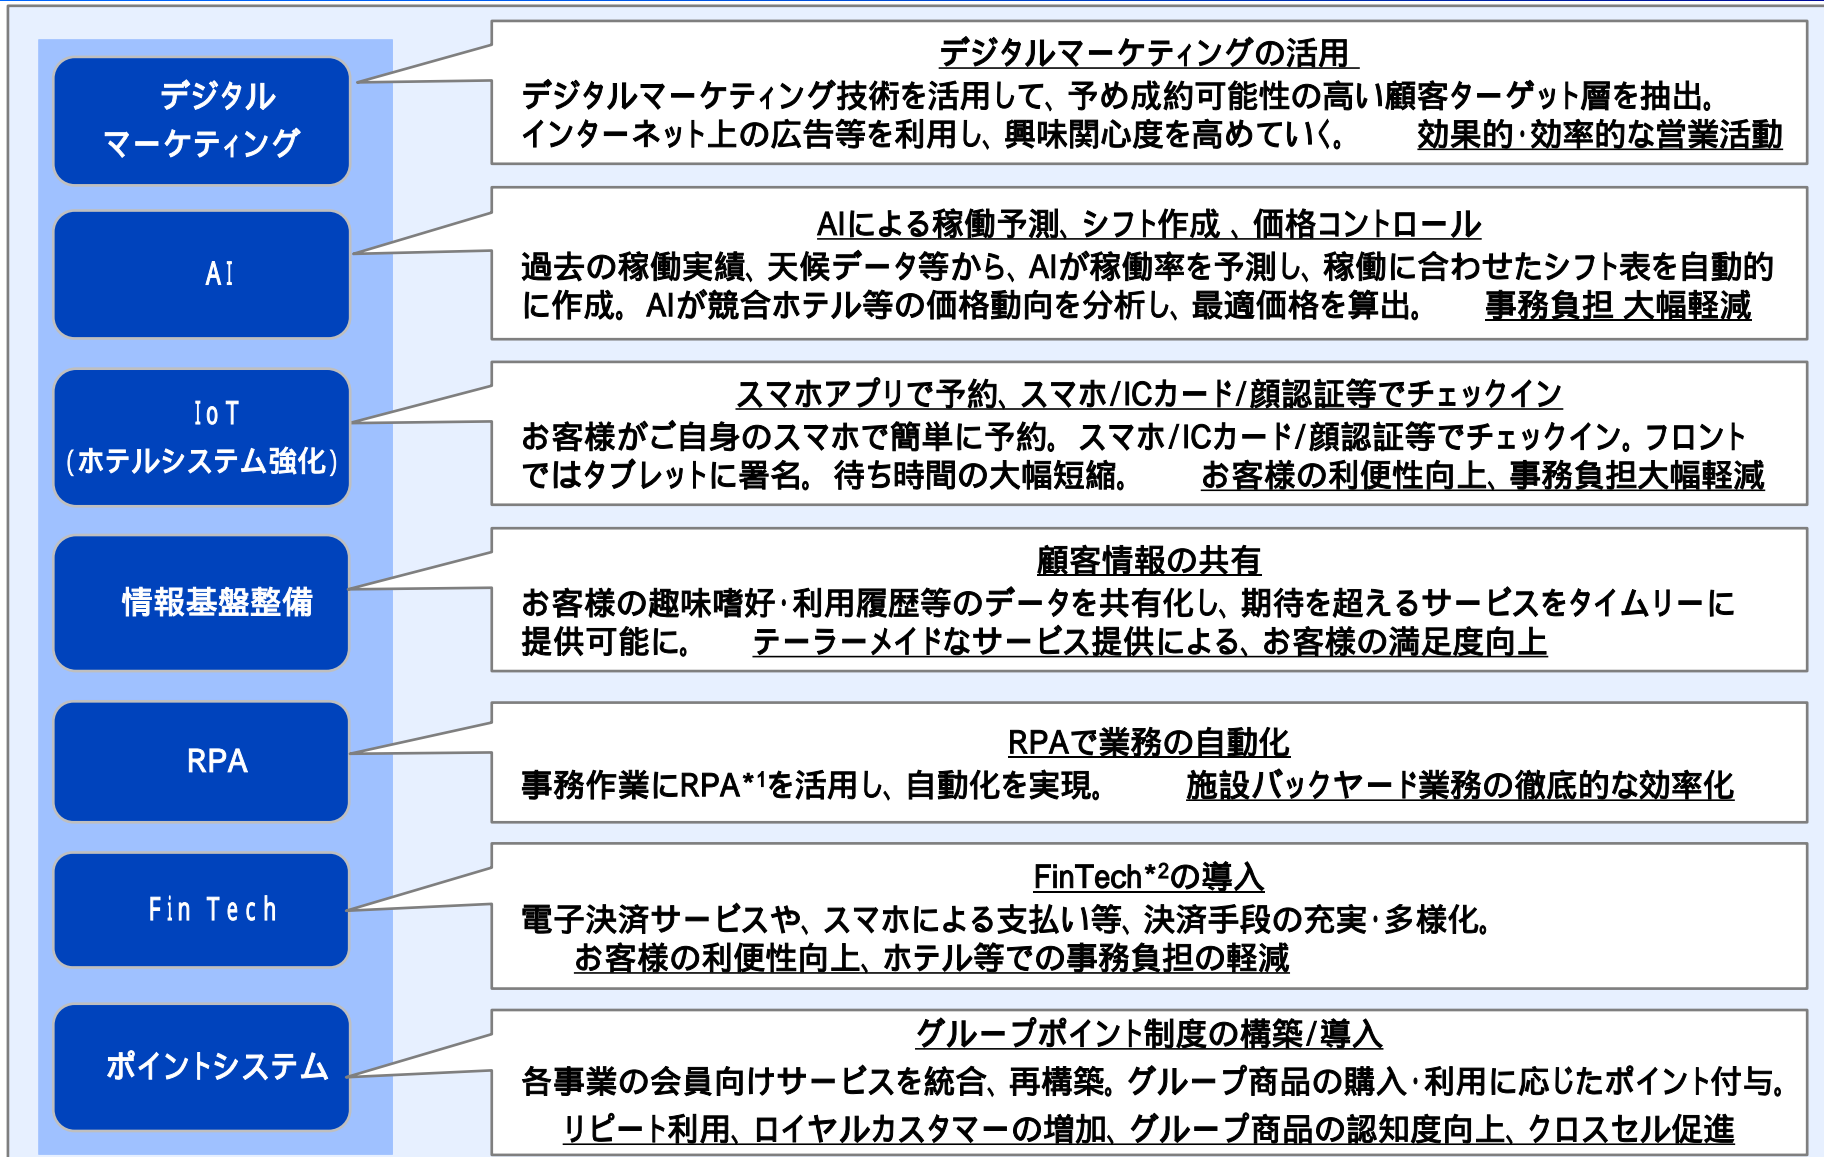 デジタル
マーケティング
デジタルマーケティングの活用
デジタルマーケティング技術を活用して、予め成約可能性の高い顧客ターゲット層を抽出。
インターネット上の広告等を利用し、興味関心度を高めていく。 効果的・効率的な営業活動
AI
AIによる稼働予測、シフト作成 、価格コントロール
過去の稼働実績、天候データ等から、AIが稼働率を予測し、稼働に合わせたシフト表を自動的
に作成。AIが競合ホテル等の価格動向を分析し、最適価格を算出。 事務負担 大幅軽減
IoT
(ホテルシステム強化)
スマホアプリで予約、スマホ/ICカード/顔認証等でチェックイン
お客様がご自身のスマホで簡単に予約。スマホ/ICカード/顔認証等でチェックイン。フロント
ではタブレットに署名。待ち時間の大幅短縮。 お客様の利便性向上、事務負担大幅軽減
情報基盤整備
顧客情報の共有
お客様の趣味嗜好・利用履歴等のデータを共有化し、期待を超えるサービスをタイムリーに
提供可能に。 テーラーメイドなサービス提供による、お客様の満足度向上
RPA
RPAで業務の自動化
事務作業にRPA*1を活用し、自動化を実現。 施設バックヤード業務の徹底的な効率化
Fin Tech
FinTech*2の導入
電子決済サービスや、スマホによる支払い等、決済手段の充実・多様化。
お客様の利便性向上、ホテル等での事務負担の軽減
ポイントシステム
グループポイント制度の構築/導入
各事業の会員向けサービスを統合、再構築。グループ商品の購入・利用に応じたポイント付与。
リピート利用、ロイヤルカスタマーの増加、グループ商品の認知度向上、クロスセル促進